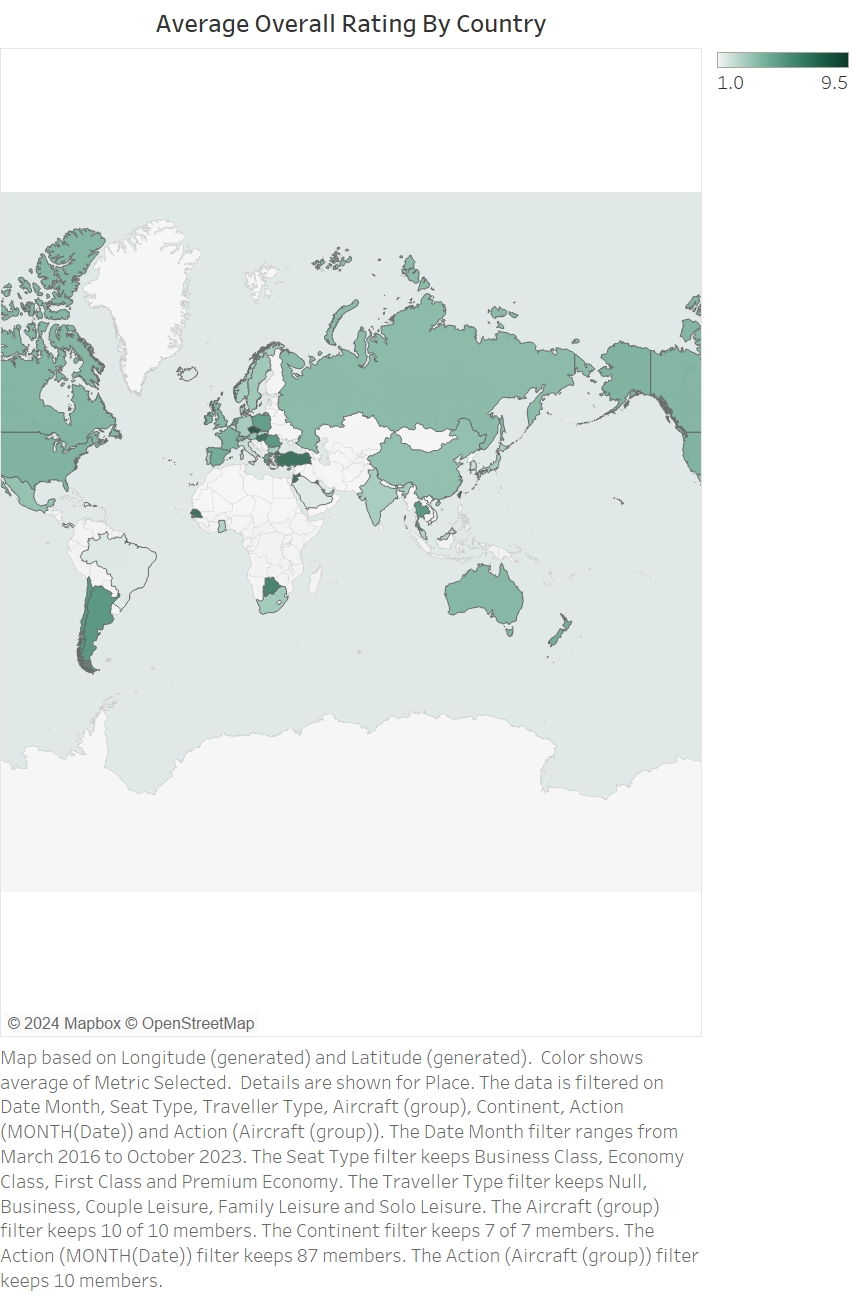 Average Overall Rating By Country
1.0 9.5
© 2024 Mapbox © OpenStreetMap
Map based on Longitude (generated) and Latitude (generated).  Color shows
average of Metric Selected.  Details are shown for Place. The data is filtered on
Date Month, Seat Type, Traveller Type, Aircraft (group), Continent, Action
(MONTH(Date)) and Action (Aircraft (group)). The Date Month filter ranges from
March 2016 to October 2023. The Seat Type filter keeps Business Class, Economy
Class, First Class and Premium Economy. The Traveller Type filter keeps Null,
Business, Couple Leisure, Family Leisure and Solo Leisure. The Aircraft (group)
filter keeps 10 of 10 members. The Continent filter keeps 7 of 7 members. The
Action (MONTH(Date)) filter keeps 87 members. The Action (Aircraft (group)) filter
keeps 10 members.